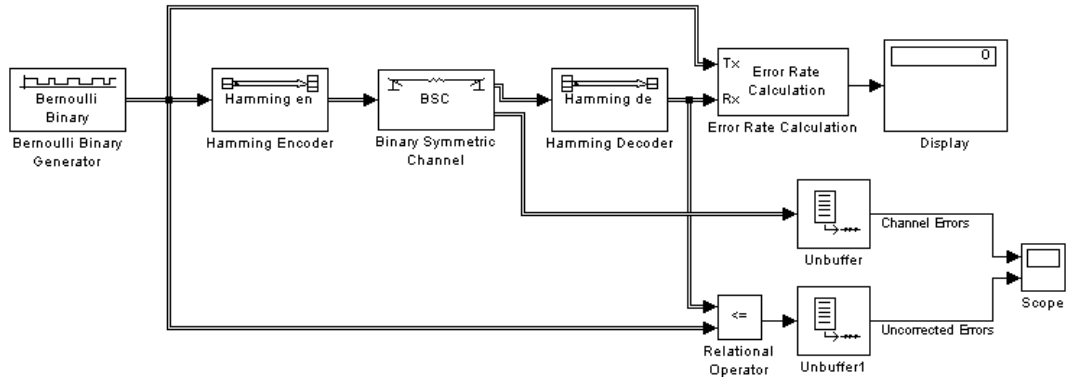 Bernoulli
Binary
Bernoulli Binary
Generator
Hamming en
Hamming Encoder
BSC
Binary Symmetric
Channel
Hamming de
Hamming Decoder
Tx
Rx
Error Rate
Calculation
Error Rate Calculation
0
Display
Unbuffer
Channel Errors
Scope
<=
Relational
Operator
Unbuffer1
Uncorrected Errors